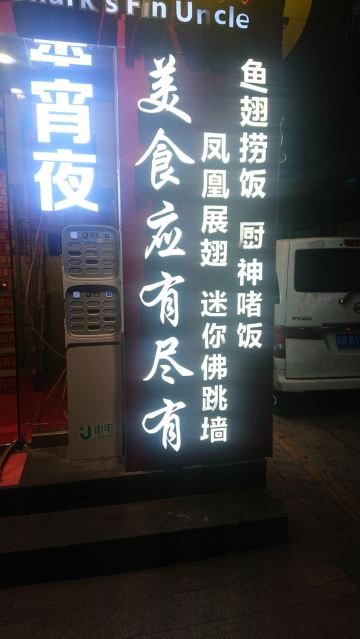 Shark's Fin Uncle
宵夜
美食应有尽有
鱼翅捞饭 厨神啫饭
凤凰展翅 迷你佛跳墙
街电